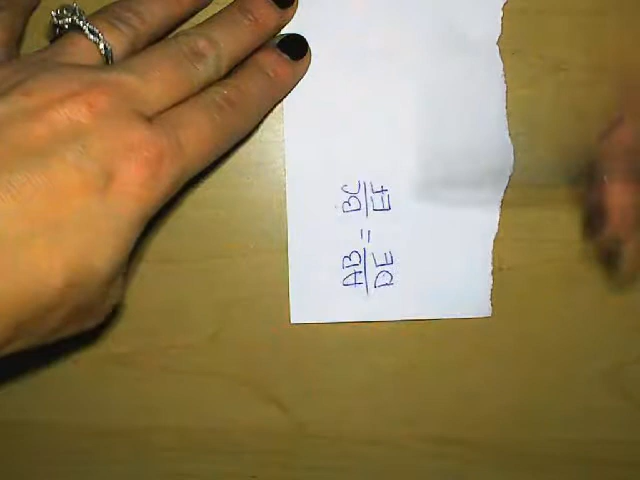 AB/DE = BC/EF